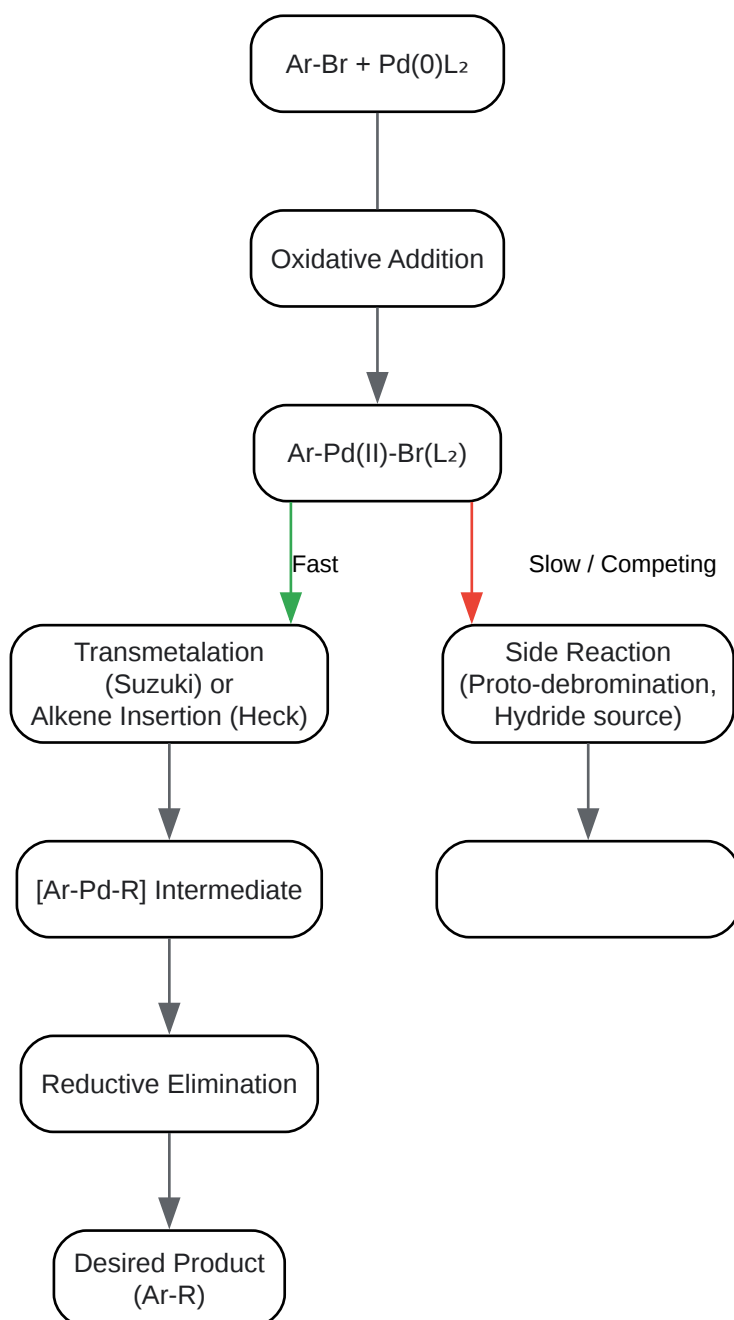 Ar-Br + Pd(0)L₂
Oxidative Addition
Ar-Pd(II)-Br(L₂)
Fast
Slow / Competing
Transmetalation
(Suzuki) or
Alkene Insertion (Heck)
Side Reaction
(Proto-debromination,
Hydride source)
[Ar-Pd-R] Intermediate
Reductive Elimination
Desired Product
(Ar-R)